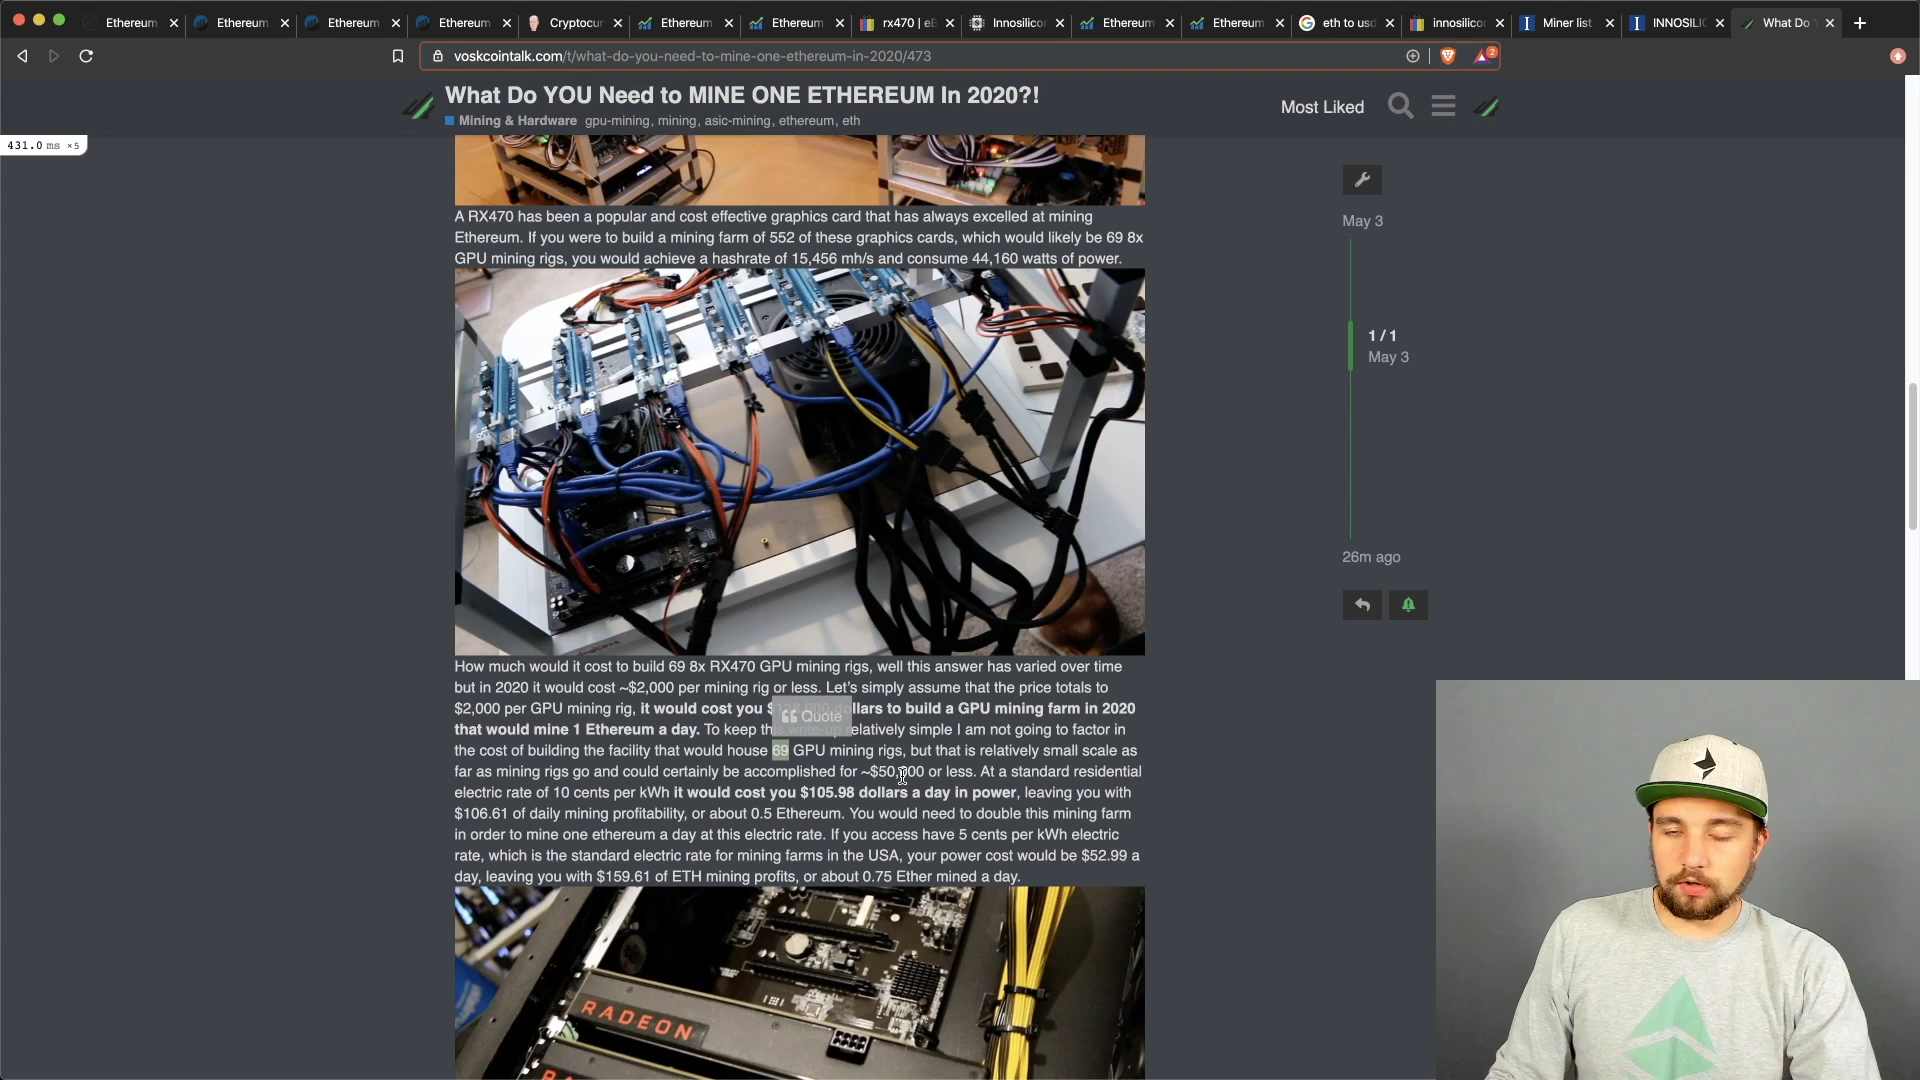 Ethereum
Ethereum
Ethereum
Ethereum
Cryptocur
Ethereum
Ethereum
rx470 | eB
Innosilicon
Ethereum
Ethereum
eth to usd
innosilicon
Miner list
INNOSILIC
What Do Y
voskcointalk.com/t/what-do-you-need-to-mine-one-ethereum-in-2020/473
2
What Do YOU Need to MINE ONE ETHEREUM In 2020?!
Mining & Hardware gpu-mining, mining, asic-mining, ethereum, eth
Most Liked
431.0 ms ×5
A RX470 has been a popular and cost effective graphics card that has always excelled at mining
Ethereum. If you were to build a mining farm of 552 of these graphics cards, which would likely be 69 8x
GPU mining rigs, you would achieve a hashrate of 15,456 mh/s and consume 44,160 watts of power.
May 3
1 / 1
May 3
26m ago
How much would it cost to build 69 8x RX470 GPU mining rigs, well this answer has varied over time
but in 2020 it would cost ~$2,000 per mining rig or less. Let's simply assume that the price totals to
$2,000 per GPU mining rig, it would cost you $138,000 dollars to build a GPU mining farm in 2020
Quote
that would mine 1 Ethereum a day. To keep this write-up relatively simple I am not going to factor in
the cost of building the facility that would house 69 GPU mining rigs, but that is relatively small scale as
far as mining rigs go and could certainly be accomplished for ~$50,000 or less. At a standard residential
electric rate of 10 cents per kWh it would cost you $105.98 dollars a day in power, leaving you with
$106.61 of daily mining profitability, or about 0.5 Ethereum. You would need to double this mining farm
in order to mine one ethereum a day at this electric rate. If you access have 5 cents per kWh electric
rate, which is the standard electric rate for mining farms in the USA, your power cost would be $52.99 a
day, leaving you with $159.61 of ETH mining profits, or about 0.75 Ether mined a day.
RADEON